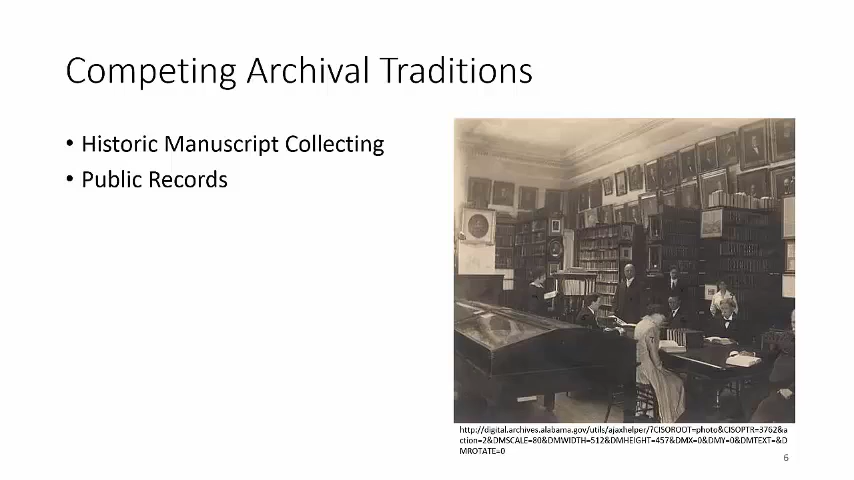 Competing Archival Traditions
• Historic Manuscript Collecting
• Public Records
http://digital.archives.alabama.gov/utils/ajaxhelper/?CISOROOT=photo&CISOPTR=3762&a
ction=2&DMSCALE=80&DMWIDTH=512&DMHEIGHT=457&DMX=0&DMY=0&DMTEXT=&D
MROTATE=0
6